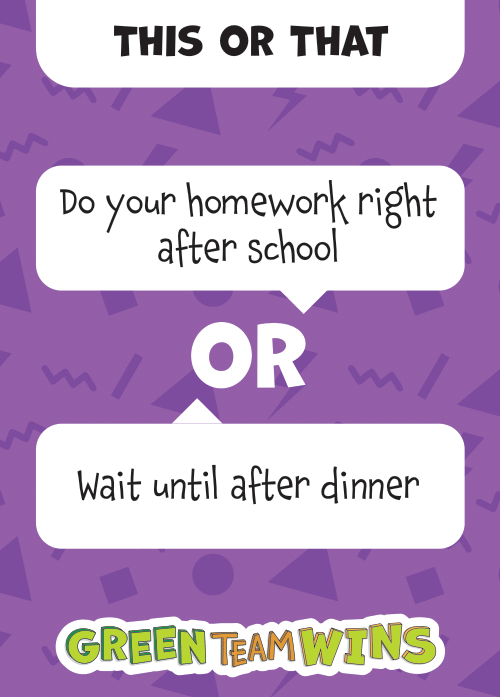 THIS OR THAT
Do your homework right
after school
OR
Wait until after dinner
GREEN TEAM WINS